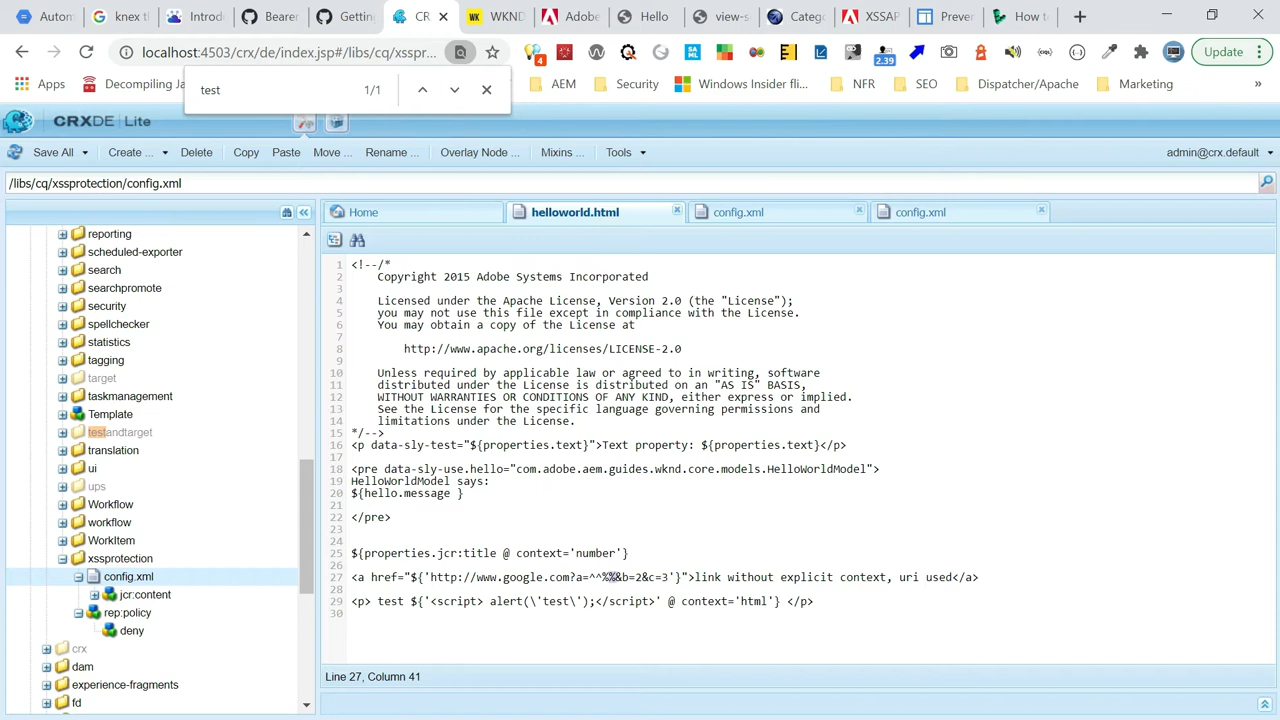 Autom
knex tl
Introd
Bearer
Gettin
CR
WKND
Adobe
Hello
view-s
Categ
XSSAP
Preve
How t
localhost:4503/crx/de/index.jsp#/libs/cq/xsspr...
4
2.39
Update
Apps
Decompiling Ja
AEM
Security
Windows Insider fli...
NFR
SEO
Dispatcher/Apache
Marketing
»
test
1/1
CRXDE | Lite
Save All
Create ...
Delete
Copy
Paste
Move ...
Rename ...
Overlay Node ...
Mixins ...
Tools
admin@crx.default
/libs/cq/xssprotection/config.xml
Home
helloworld.html
config.xml
config.xml
reporting
scheduled-exporter
search
searchpromote
security
spellchecker
statistics
tagging
target
taskmanagement
Template
testandtarget
translation
ui
ups
Workflow
workflow
WorkItem
xssprotection
config.xml
jcr:content
rep:policy
deny
crx
dam
experience-fragments
fd
1 <!--/*
2 Copyright 2015 Adobe Systems Incorporated
3
4 Licensed under the Apache License, Version 2.0 (the "License");
5 you may not use this file except in compliance with the License.
6 You may obtain a copy of the License at
7
8 http://www.apache.org/licenses/LICENSE-2.0
9
10 Unless required by applicable law or agreed to in writing, software
11 distributed under the License is distributed on an "AS IS" BASIS,
12 WITHOUT WARRANTIES OR CONDITIONS OF ANY KIND, either express or implied.
13 See the License for the specific language governing permissions and
14 limitations under the License.
15 */-->
16 <p data-sly-test="${properties.text}">Text property: ${properties.text}</p>
17
18 <pre data-sly-use.hello="com.adobe.aem.guides.wknd.core.models.HelloWorldModel">
19 HelloWorldModel says:
20 ${hello.message }
21
22 </pre>
23
24
25 ${properties.jcr:title @ context='number'}
26
27 <a href="${'http://www.google.com?a=^^%%&b=2&c=3'}">link without explicit context, uri used</a>
28
29 <p> test ${'<script> alert(\'test\');</script>' @ context='html'} </p>
30
Line 27, Column 41